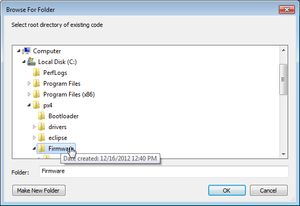 Browse For Folder
Select root directory of existing code
Computer
Local Disk (C:)
PerfLogs
Program Files
Program Files (x86)
px4
Bootloader
drivers
eclipse
Firmware
Date created: 12/16/2012 12:40 PM
Folder:
Firmware
Make New Folder
OK
Cancel